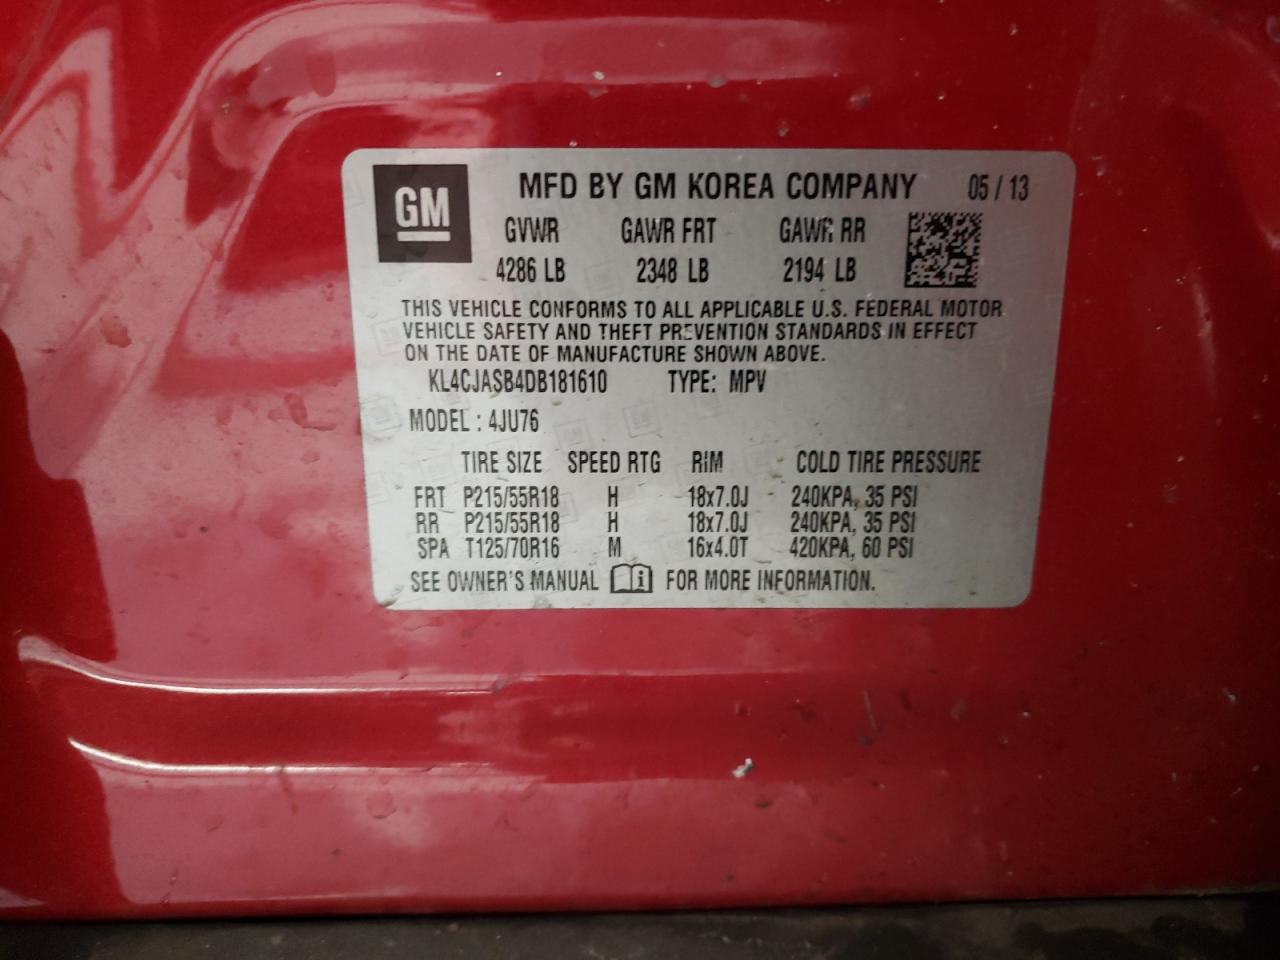 GM
MFD BY GM KOREA COMPANY 05 / 13
GVWR GAWR FRT GAWR RR
4286 LB 2348 LB 2194 LB
THIS VEHICLE CONFORMS TO ALL APPLICABLE U.S. FEDERAL MOTOR
VEHICLE SAFETY AND THEFT PREVENTION STANDARDS IN EFFECT
ON THE DATE OF MANUFACTURE SHOWN ABOVE.
KL4CJASB4DB181610 TYPE: MPV
MODEL : 4JU76
TIRE SIZE SPEED RTG RIM COLD TIRE PRESSURE
FRT P215/55R18 H 18x7.0J 240KPA, 35 PSI
RR P215/55R18 H 18x7.0J 240KPA, 35 PSI
SPA T125/70R16 M 16x4.0T 420KPA, 60 PSI
SEE OWNER'S MANUAL i FOR MORE INFORMATION.